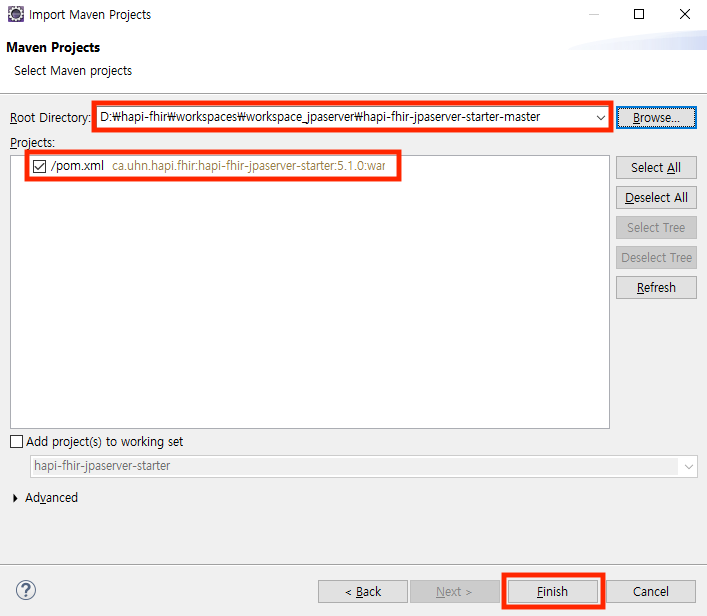 Import Maven Projects
Maven Projects
Select Maven projects
Root Directory: D:₩hapi-fhir₩workspaces₩workspace_jpaserver₩hapi-fhir-jpaserver-starter-master Browse...
Projects:
/pom.xml ca.uhn.hapi.fhir:hapi-fhir-jpaserver-starter:5.1.0:war
Select All
Deselect All
Select Tree
Deselect Tree
Refresh
Add project(s) to working set
hapi-fhir-jpaserver-starter
Advanced
? < Back Next > Finish Cancel